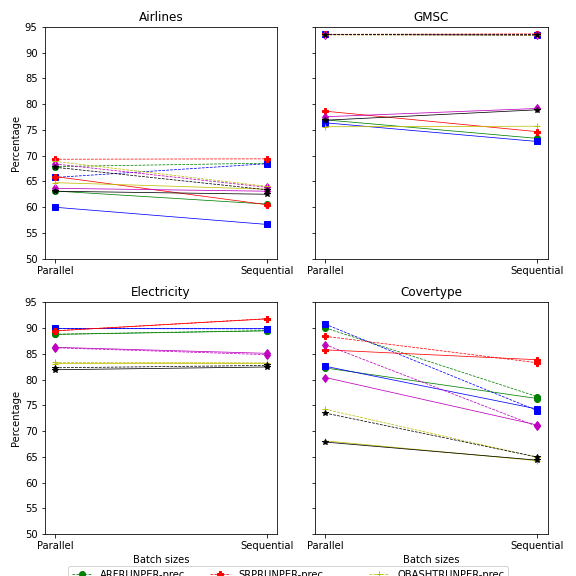 Airlines
GMSC
95
90
85
80
75
70
65
60
55
50
Percentage
Parallel
Sequential
Parallel
Sequential
Electricity
Covertype
95
90
85
80
75
70
65
60
55
50
Percentage
Parallel
Sequential
Parallel
Sequential
Batch sizes
Batch sizes
ARFRUNPER-prec
SRPRUNPER-prec
OBASHTRUNPER-prec